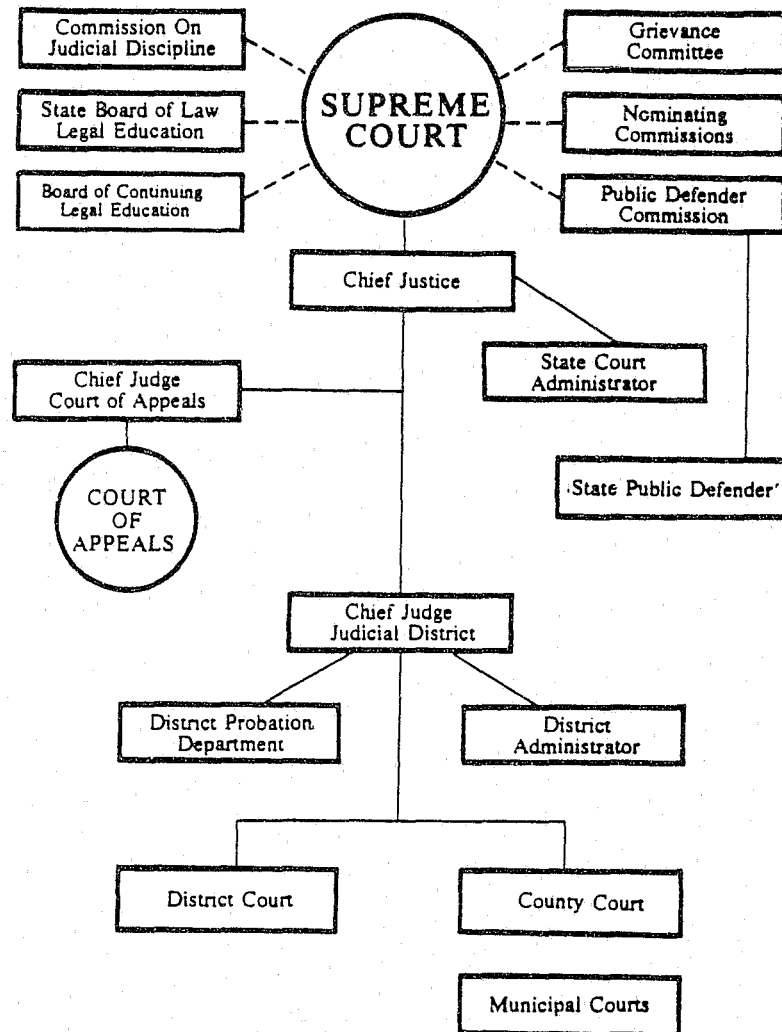 Commission On
Judicial Discipline
State Board of Law
Legal Education
Board of Continuing
Legal Education
SUPREME
COURT
Grievance
Committee
Nominating
Commissions
Public Defender
Commission
Chief Justice
State Court
Administrator
Chief Judge
Court of Appeals
COURT
OF
APPEALS
State Public Defender
Chief Judge
Judicial District
District Probation
Department
District
Administrator
District Court
County Court
Municipal Courts